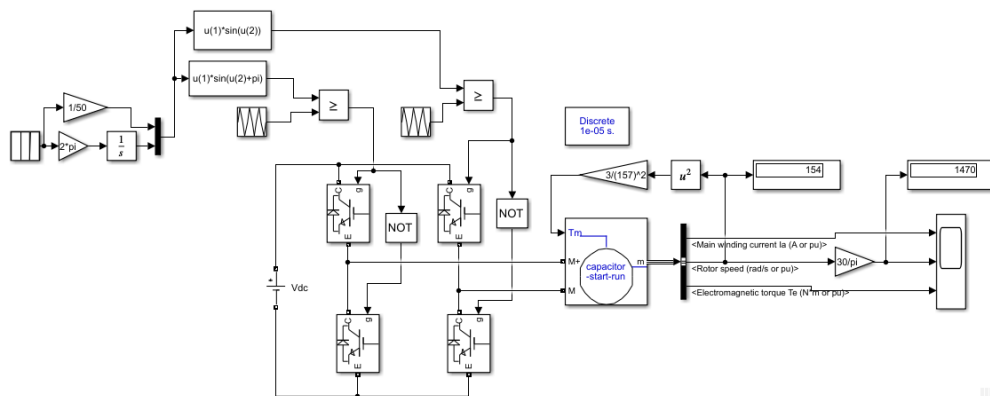 u(1)*sin(u(2))
u(1)*sin(u(2)+pi)
1/50
2*pi
1
s
≥
≥
Discrete
1e-05 s.
3/(157)^2
u²
154
1470
C
g
E
C
g
E
NOT
NOT
Tm
M+
M
m
capacitor
-start-run
<Main winding current Ia (A or pu)>
<Rotor speed (rad/s or pu)>
<Electromagnetic torque Te (N*m or pu)>
30/pi
+
Vdc
C
g
E
C
g
E